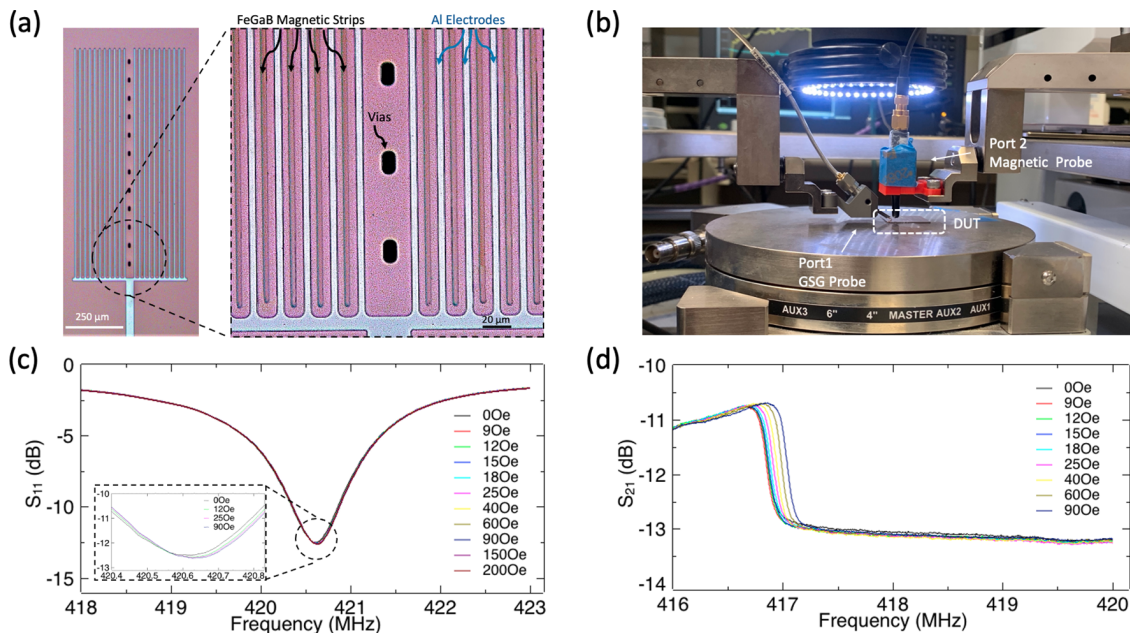 (a)
FeGaB Magnetic Strips
Al Electrodes
Vias
250 µm
20 µm
(b)
Port 2
Magnetic Probe
DUT
Port1
GSG Probe
AUX3 6" 4" MASTER AUX2 AUX1
(c)
0
-5
-10
-15
S11 (dB)
418 419 420 421 422 423
Frequency (MHz)
0Oe
9Oe
12Oe
15Oe
18Oe
25Oe
40Oe
60Oe
90Oe
150Oe
200Oe
-10
-11
-12
-13
420.4 420.5 420.6 420.7 420.8
0Oe
12Oe
25Oe
90Oe
(d)
-10
-11
-12
-13
-14
S21 (dB)
416 417 418 419 420
Frequency (MHz)
0Oe
9Oe
12Oe
15Oe
18Oe
25Oe
40Oe
60Oe
90Oe